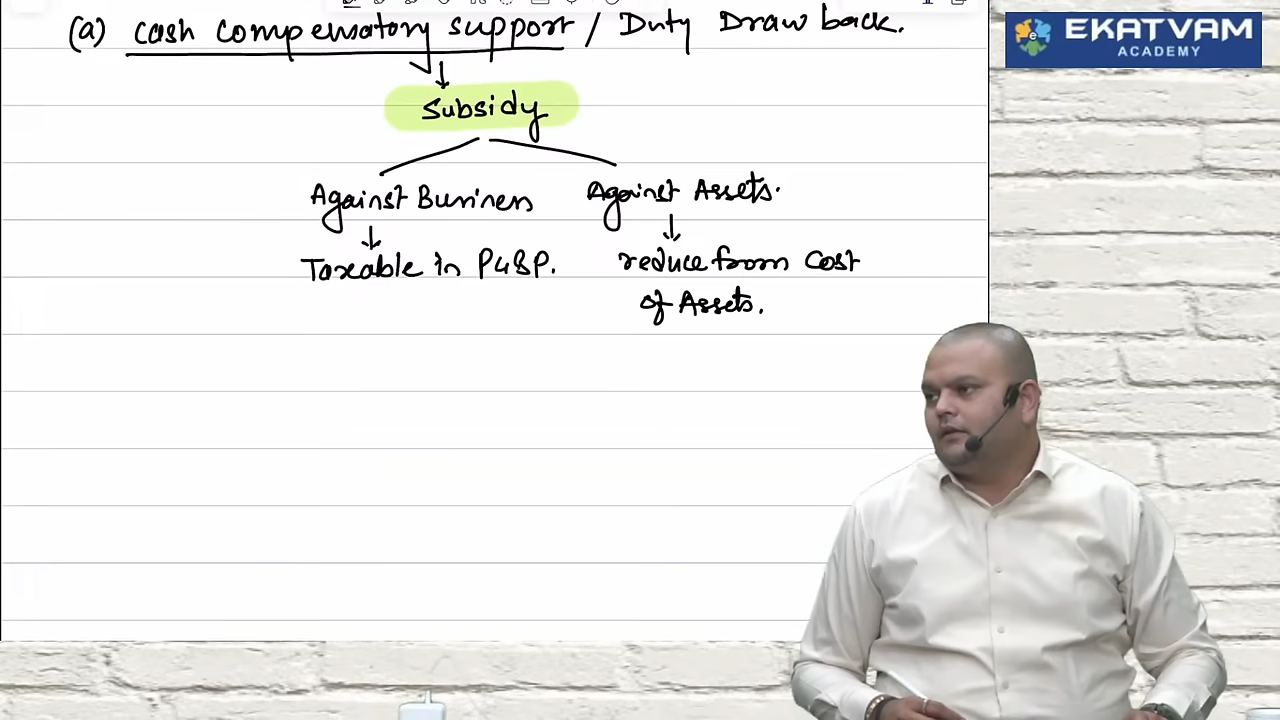 (a) Cash Compensatory support / Duty Draw back.
EKATVAM
ACADEMY
Subsidy
Against Business
Against Assets.
Taxable in P4BP.
reduce from Cost
of Assets.